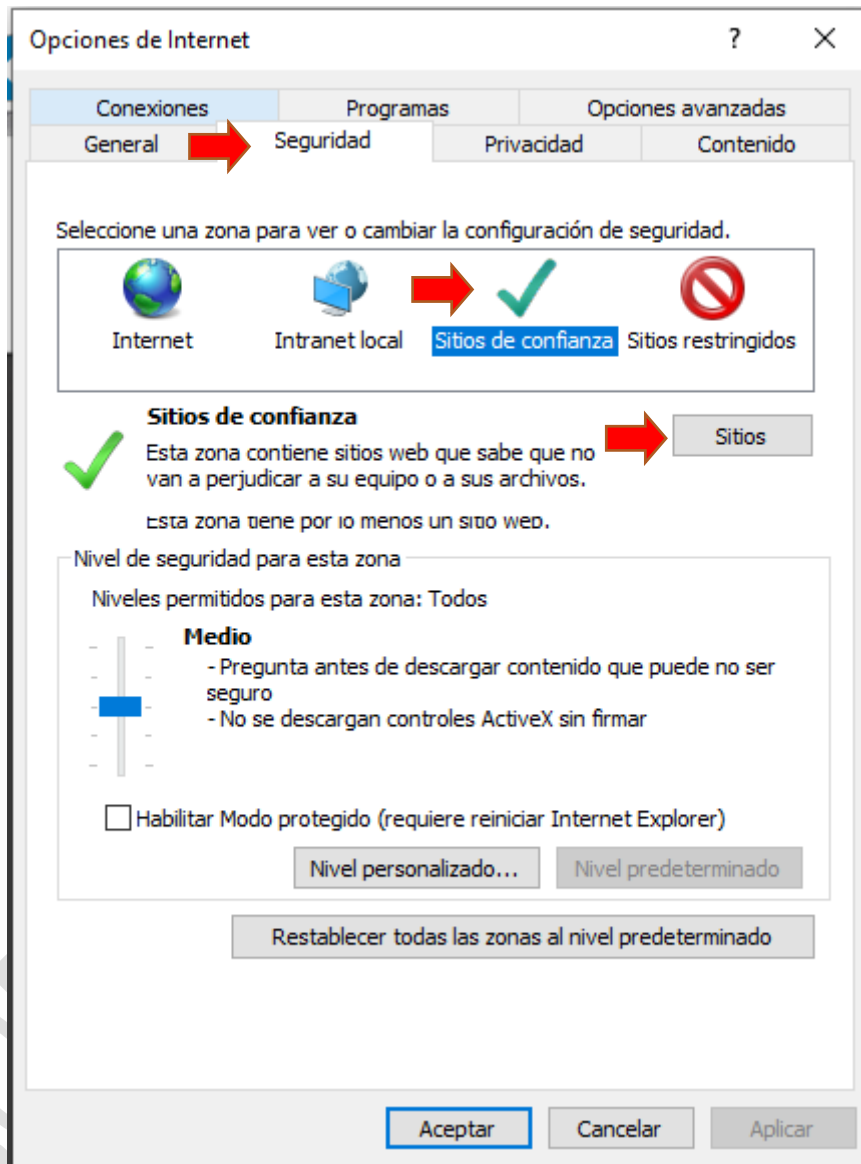 Opciones de Internet ?
Conexiones Programas Opciones avanzadas
General Seguridad Privacidad Contenido
Seleccione una zona para ver o cambiar la configuración de seguridad.
Internet Intranet local Sitios de confianza Sitios restringidos
Sitios de confianza
Sitios
Esta zona contiene sitios web que sabe que no
van a perjudicar a su equipo o a sus archivos.
Esta zona tiene por lo menos un sitio web.
Nivel de seguridad para esta zona
Niveles permitidos para esta zona: Todos
Medio
- Pregunta antes de descargar contenido que puede no ser
seguro
- No se descargan controles ActiveX sin firmar
Habilitar Modo protegido (requiere reiniciar Internet Explorer)
Nivel personalizado... Nivel predeterminado
Restablecer todas las zonas al nivel predeterminado
Aceptar Cancelar Aplicar